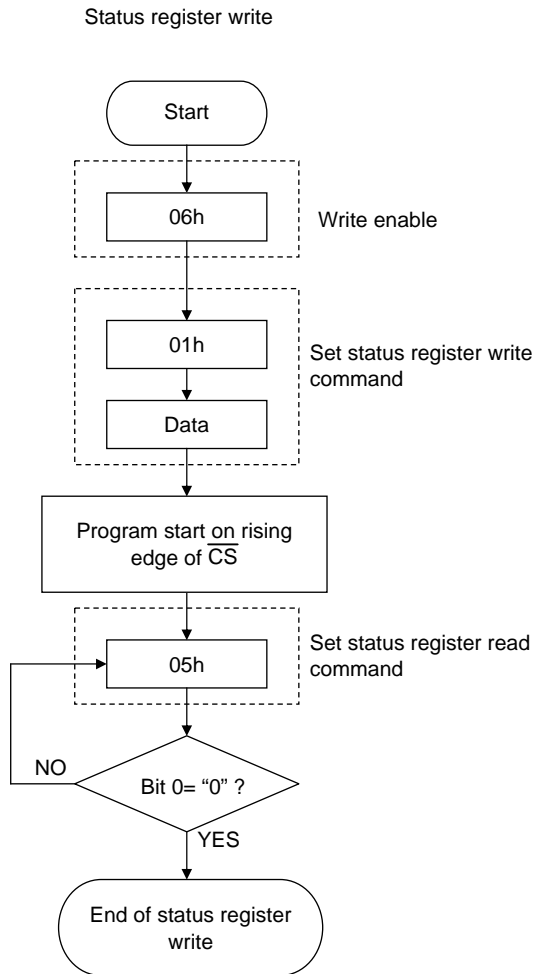 Status register write
Start
06h
Write enable
01h
Set status register write
command
Data
Program start on rising
edge of C̅S̅
05h
Set status register read
command
NO
Bit 0= “0” ?
YES
End of status register
write